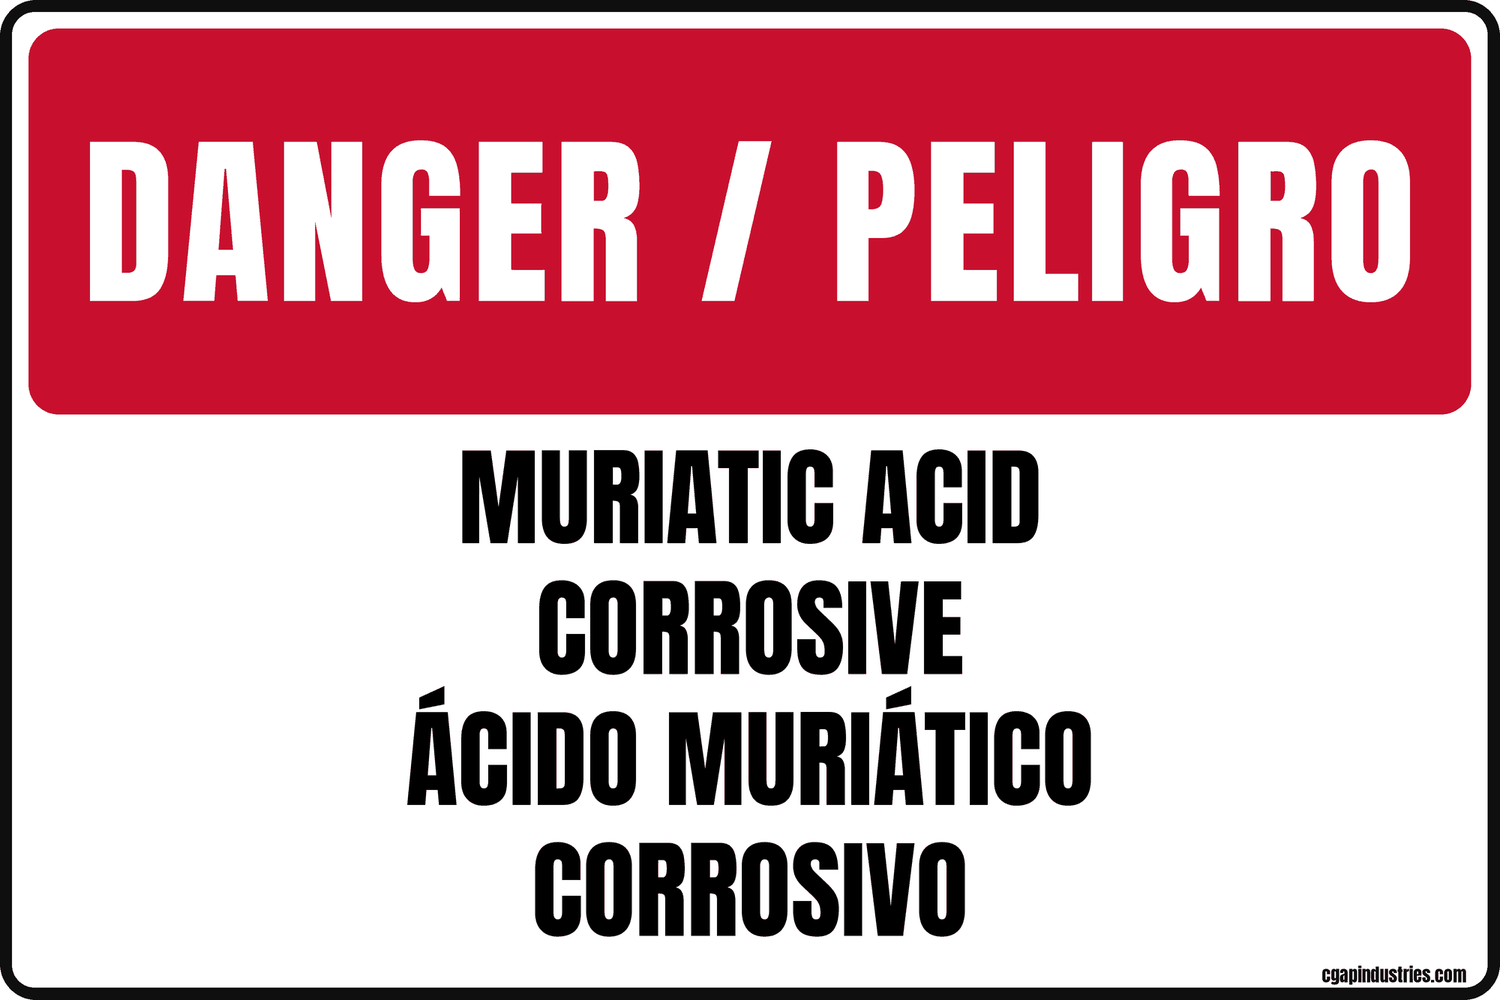 DANGER / PELIGRO
MURIATIC ACID
CORROSIVE
ÁCIDO MURIÁTICO
CORROSIVO
cgapindustries.com